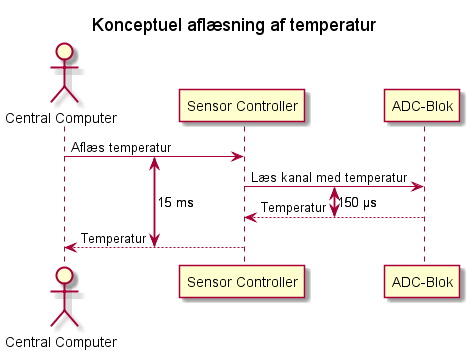 Konceptuel aflæsning af temperatur
Central Computer
Sensor Controller
ADC-Blok
Aflæs temperatur
Læs kanal med temperatur
15 ms
Temperatur
150 µs
Temperatur
Central Computer
Sensor Controller
ADC-Blok